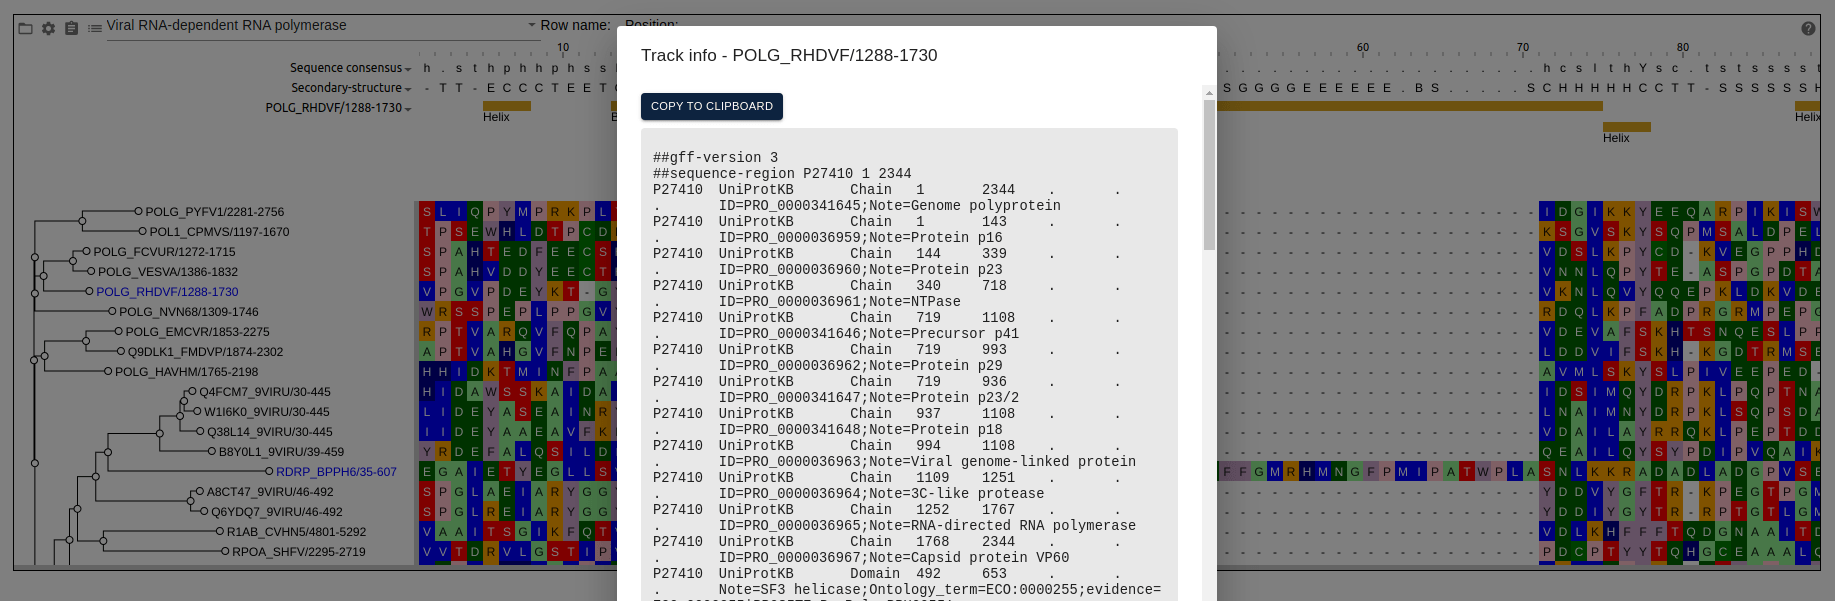 Viral RNA-dependent RNA polymerase
Row name:
Position:
10
60
70
80
Sequence consensus
h . s t h p h h p h s s
. . . . . . . . . . . . . . . . . . . . h c s l t h Y s c . t s t s s s s t
Secondary-structure
- T T - E C C C T E E T
S G G G G E E E E E . B S . . . . . S C H H H H H C C T T - S S S S S S H
POLG_RHDVF/1288-1730
Helix
Helix
Helix
Track info - POLG_RHDVF/1288-1730
COPY TO CLIPBOARD
##gff-version 3
##sequence-region P27410 1 2344
P27410 UniProtKB Chain 1 2344 . .
. ID=PRO_0000341645;Note=Genome polyprotein
P27410 UniProtKB Chain 1 143 . .
. ID=PRO_0000036959;Note=Protein p16
P27410 UniProtKB Chain 144 339 . .
. ID=PRO_0000036960;Note=Protein p23
P27410 UniProtKB Chain 340 718 . .
. ID=PRO_0000036961;Note=NTPase
P27410 UniProtKB Chain 719 1108 . .
. ID=PRO_0000341646;Note=Precursor p41
P27410 UniProtKB Chain 719 993 . .
. ID=PRO_0000036962;Note=Protein p29
P27410 UniProtKB Chain 719 936 . .
. ID=PRO_0000341647;Note=Protein p23/2
P27410 UniProtKB Chain 937 1108 . .
. ID=PRO_0000341648;Note=Protein p18
P27410 UniProtKB Chain 994 1108 . .
. ID=PRO_0000036963;Note=Viral genome-linked protein
P27410 UniProtKB Chain 1109 1251 . .
. ID=PRO_0000036964;Note=3C-like protease
P27410 UniProtKB Chain 1252 1767 . .
. ID=PRO_0000036965;Note=RNA-directed RNA polymerase
P27410 UniProtKB Chain 1768 2344 . .
. ID=PRO_0000036967;Note=Capsid protein VP60
P27410 UniProtKB Domain 492 653 . .
. Note=SF3 helicase;Ontology_term=ECO:0000255;evidence=
POLG_PYFV1/2281-2756 S L I Q P Y M P R K P L I D G I K K Y E E Q A R P I K I S W
POL1_CPMVS/1197-1670 T P S E W H L D T P C D K S G V S K Y S Q P M S A L D P E L
POLG_FCVUR/1272-1715 S P A H T E D F E E C S V D S L K P Y C D - K V E G P P H D
POLG_VESVA/1386-1832 S P A H V D D Y E E C T V N N L Q P Y T E - A S P G P D T A
POLG_RHDVF/1288-1730 V P G V P D E Y K T - G V K N L Q V Y Q Q E P K L D K V D E
POLG_NVN68/1309-1746 W R S S P E P L P P G V R D Q L K P F A D P R G R M P E P G
POLG_EMCVR/1853-2275 R P T V A R Q V F Q P A V D E V A F S K H T S N Q E S L P P
Q9DLK1_FMDVP/1874-2302 A P T V A H G V F N P E L D D V I F S K H - K G D T R M S E
POLG_HAVHM/1765-2198 H H I D K T M I N F P A A V M L S K Y S L P I V E E P E D -
Q4FCM7_9VIRU/30-445 H I D A W S S K A I D A I D S I M Q Y D R P K L P Q P T N
W1I6K0_9VIRU/30-445 L I D E Y A S E A I N R L N A I M N Y D R P K L S Q P S D A
Q38L14_9VIRU/30-445 I I D E Y A A E A V F K V D A I L A Y R R Q K L P E P T D D
B8Y0L1_9VIRU/39-459 Y R D E F A L Q S I L D Q E A I L Q Y S Y P D I P V Q A I K
RDRP_BPPH6/35-607 E G A I E T Y E G L L S F F G M R H M N G F P M I P A T W P L A S N L K K R A D A D L A D G P V S E
A8CT47_9VIRU/46-492 S P G L A E I A R Y G G Y D D V Y G F T R - K P E G T P G M
Q6YDQ7_9VIRU/46-492 S P G L R E I A R Y G G Y D D I Y G Y T R - R P T G T L G M
R1AB_CVHN5/4801-5292 V A A I T S G I K F Q T V D L K H F F F T Q D G N A A I T D
RPOA_SHFV/2295-2719 V V T D R V L G S T I P P D C P T Y Y T Q H G C E A A A L Q